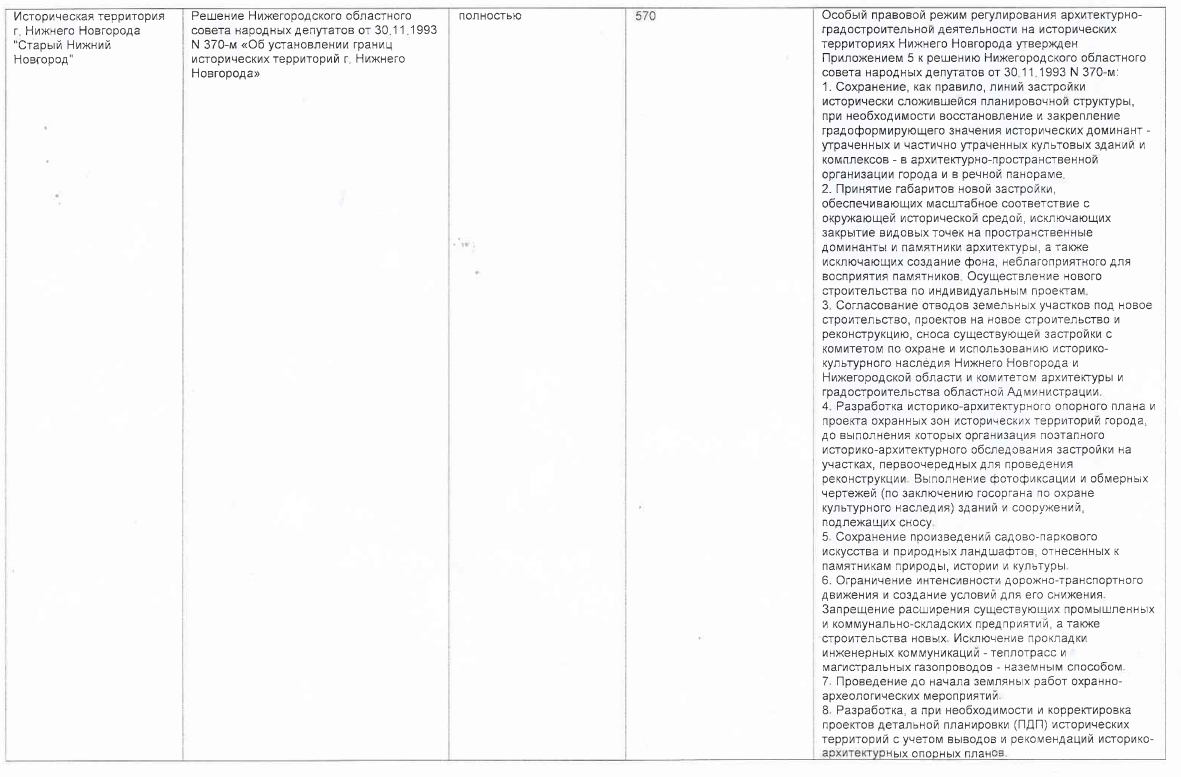 Историческая территория
г. Нижнего Новгорода
"Старый Нижний
Новгород"
Решение Нижегородского областного
совета народных депутатов от 30.11.1993
N 370-м «Об установлении границ
исторических территорий г. Нижнего
Новгорода»
полностью
570
Особый правовой режим регулирования архитектурно-
градостроительной деятельности на исторических
территориях Нижнего Новгорода утвержден
Приложением 5 к решению Нижегородского областного
совета народных депутатов от 30.11.1993 N 370-м:
1. Сохранение, как правило, линий застройки
исторически сложившейся планировочной структуры,
при необходимости восстановление и закрепление
градоформирующего значения исторических доминант -
утраченных и частично утраченных культовых зданий и
комплексов - в архитектурно-пространственной
организации города и в речной панораме.
2. Принятие габаритов новой застройки,
обеспечивающих масштабное соответствие с
окружающей исторической средой, исключающих
закрытие видовых точек на пространственные
доминанты и памятники архитектуры, а также
исключающих создание фона, неблагоприятного для
восприятия памятников. Осуществление нового
строительства по индивидуальным проектам.
3. Согласование отводов земельных участков под новое
строительство, проектов на новое строительство и
реконструкцию, сноса существующей застройки с
комитетом по охране и использованию историко-
культурного наследия Нижнего Новгорода и
Нижегородской области и комитетом архитектуры и
градостроительства областной Администрации.
4. Разработка историко-архитектурного опорного плана и
проекта охранных зон исторических территорий города,
до выполнения которых организация поэтапного
историко-архитектурного обследования застройки на
участках, первоочередных для проведения
реконструкции. Выполнение фотофиксации и обмерных
чертежей (по заключению госоргана по охране
культурного наследия) зданий и сооружений,
подлежащих сносу.
5. Сохранение произведений садово-паркового
искусства и природных ландшафтов, отнесенных к
памятникам природы, истории и культуры.
6. Ограничение интенсивности дорожно-транспортного
движения и создание условий для его снижения.
Запрещение расширения существующих промышленных
и коммунально-складских предприятий, а также
строительства новых. Исключение прокладки
инженерных коммуникаций - теплотрасс и
магистральных газопроводов - наземным способом.
7. Проведение до начала земляных работ охранно-
археологических мероприятий.
8. Разработка, а при необходимости и корректировка
проектов детальной планировки (ПДП) исторических
территорий с учетом выводов и рекомендаций историко-
архитектурных опорных планов.